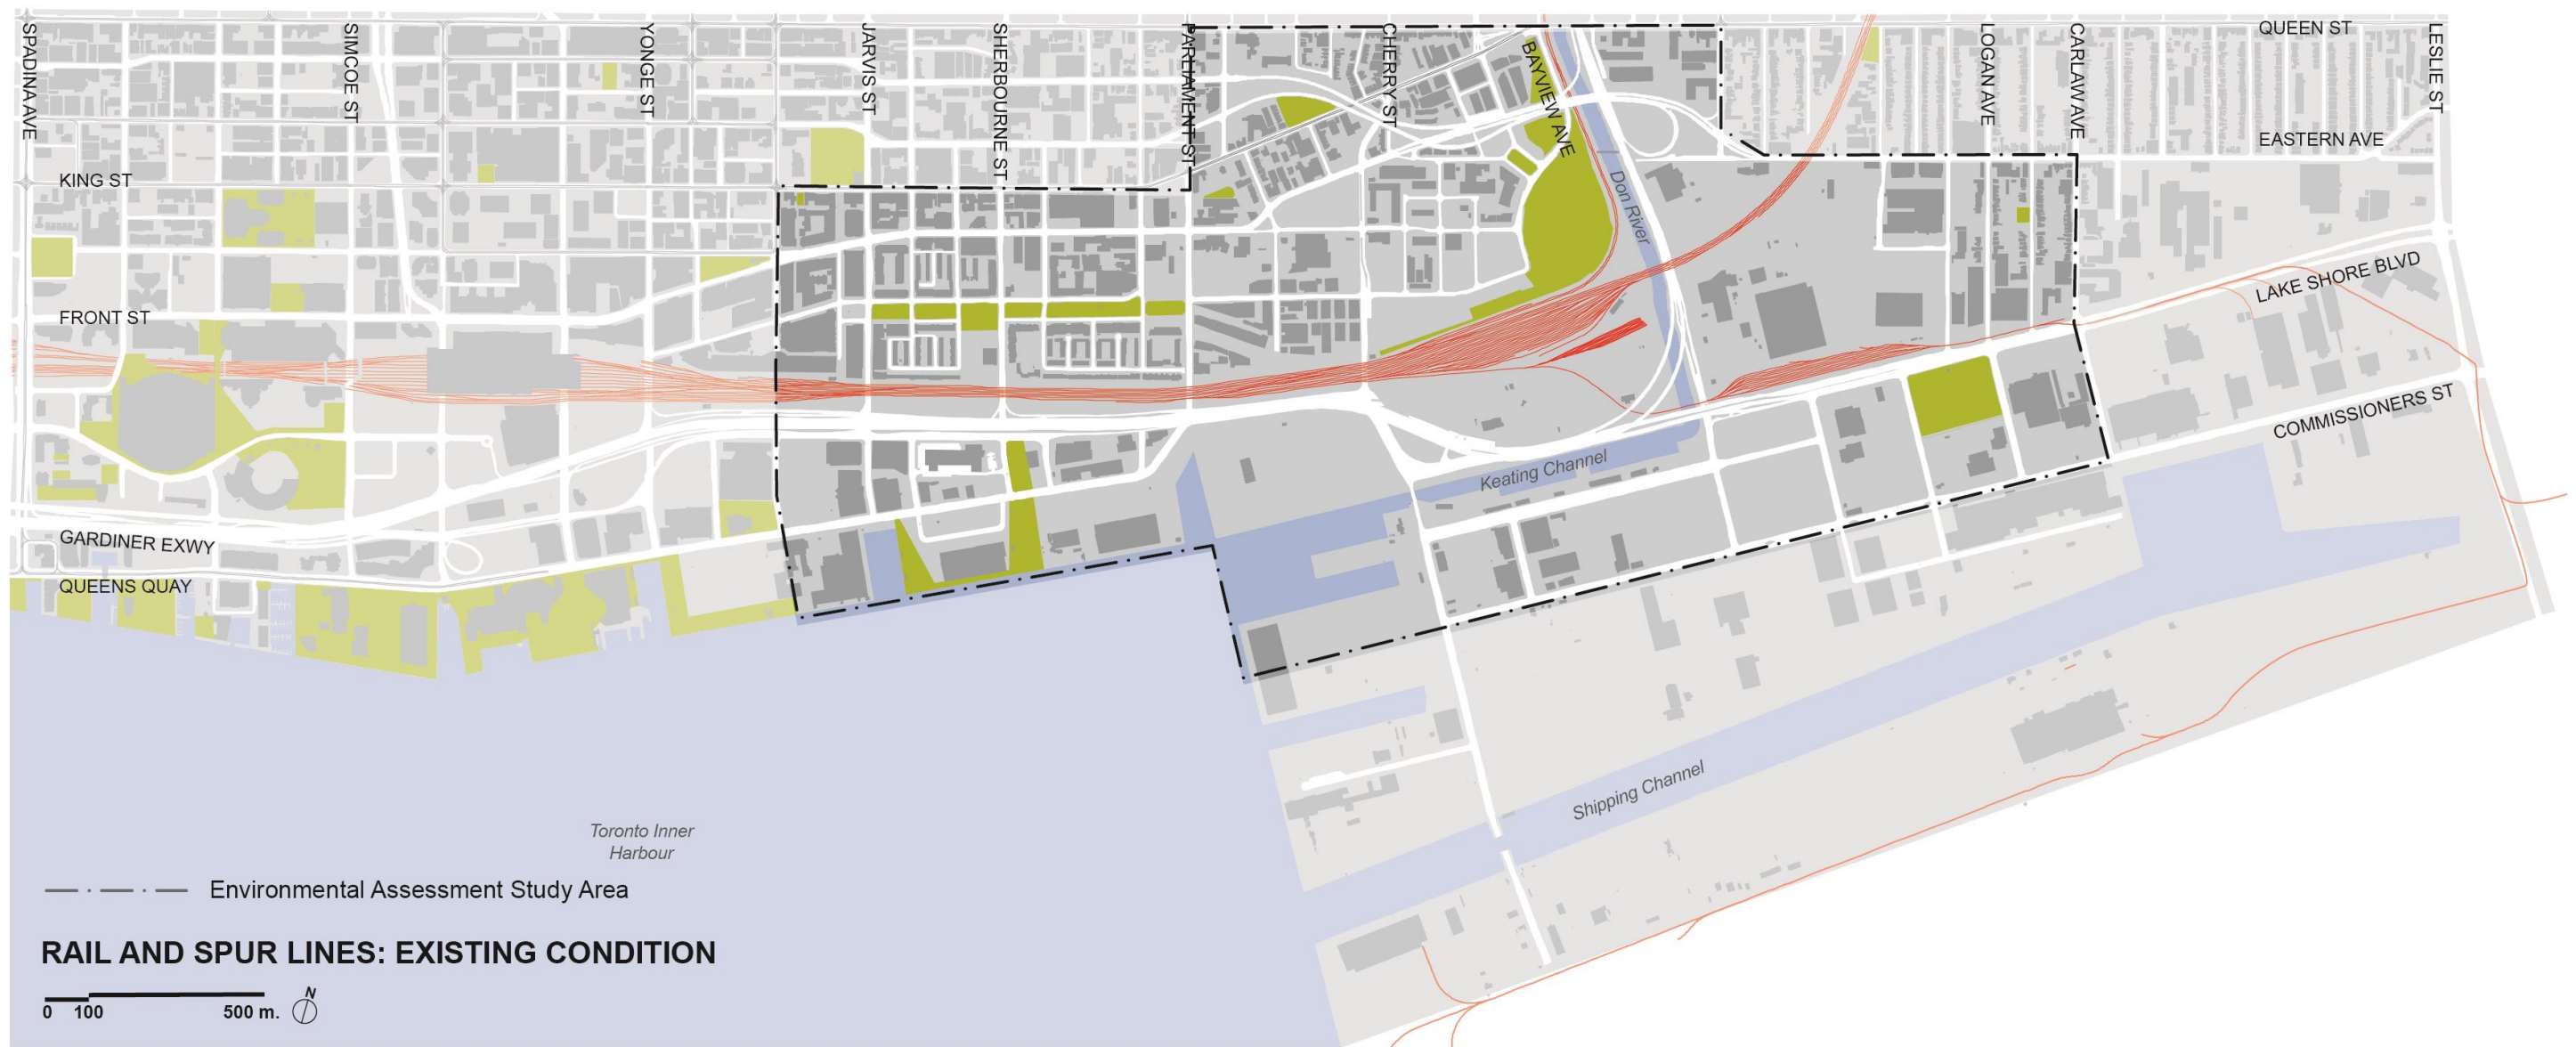 SPADINA AVE
SIMCOE ST
YONGE ST
JARVIS ST
SHERBOURNE ST
PARLIAMENT ST
CHERRY ST
BAYVIEW AVE
LOGAN AVE
CARLAW AVE
QUEEN ST
LESLIE ST
EASTERN AVE
KING ST
Don River
LAKE SHORE BLVD
FRONT ST
COMMISSIONERS ST
Keating Channel
GARDINER EXWY
QUEENS QUAY
Shipping Channel
Toronto Inner
Harbour
Environmental Assessment Study Area
RAIL AND SPUR LINES: EXISTING CONDITION
N
0 100 500 m.